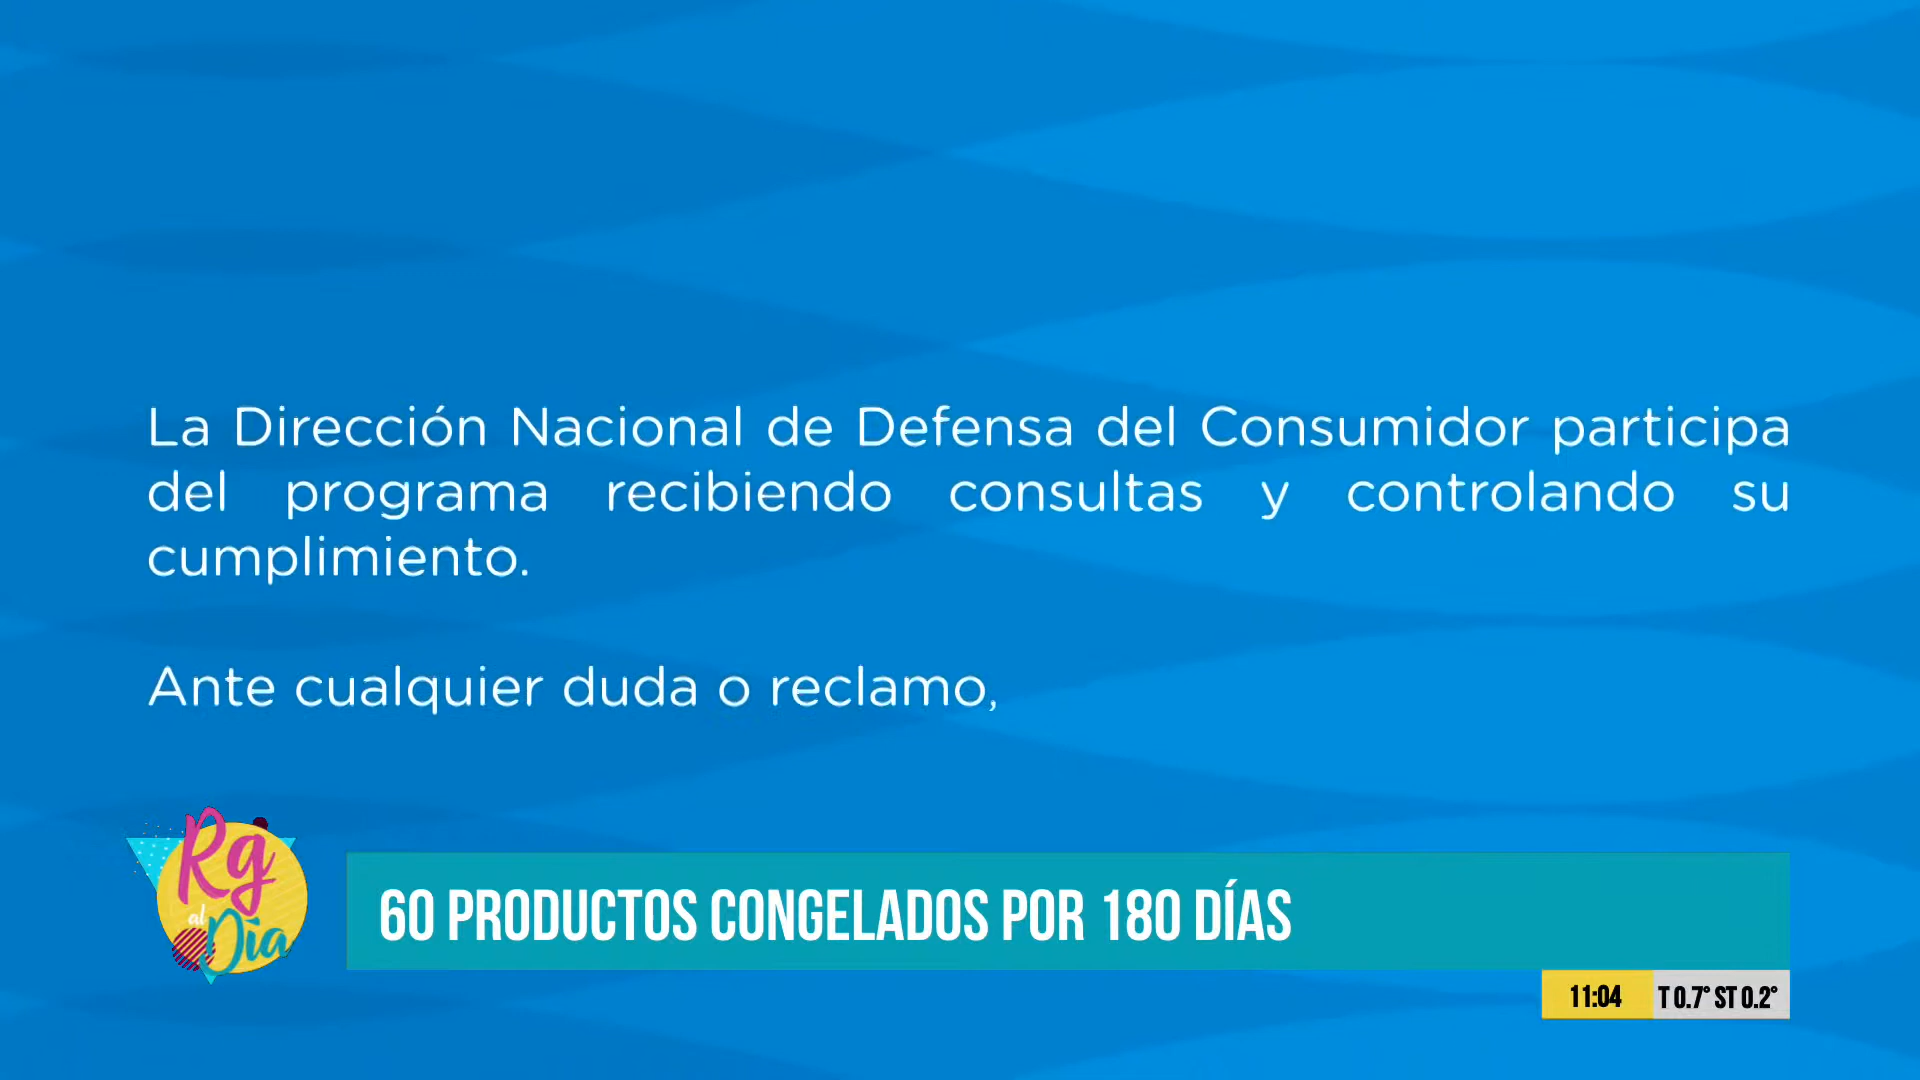 La Dirección Nacional de Defensa del Consumidor participa
del programa recibiendo consultas y controlando su
cumplimiento.
Ante cualquier duda o reclamo,
Rg
al
Día
60 PRODUCTOS CONGELADOS POR 180 DÍAS
11:04 T 0.7° ST 0.2°